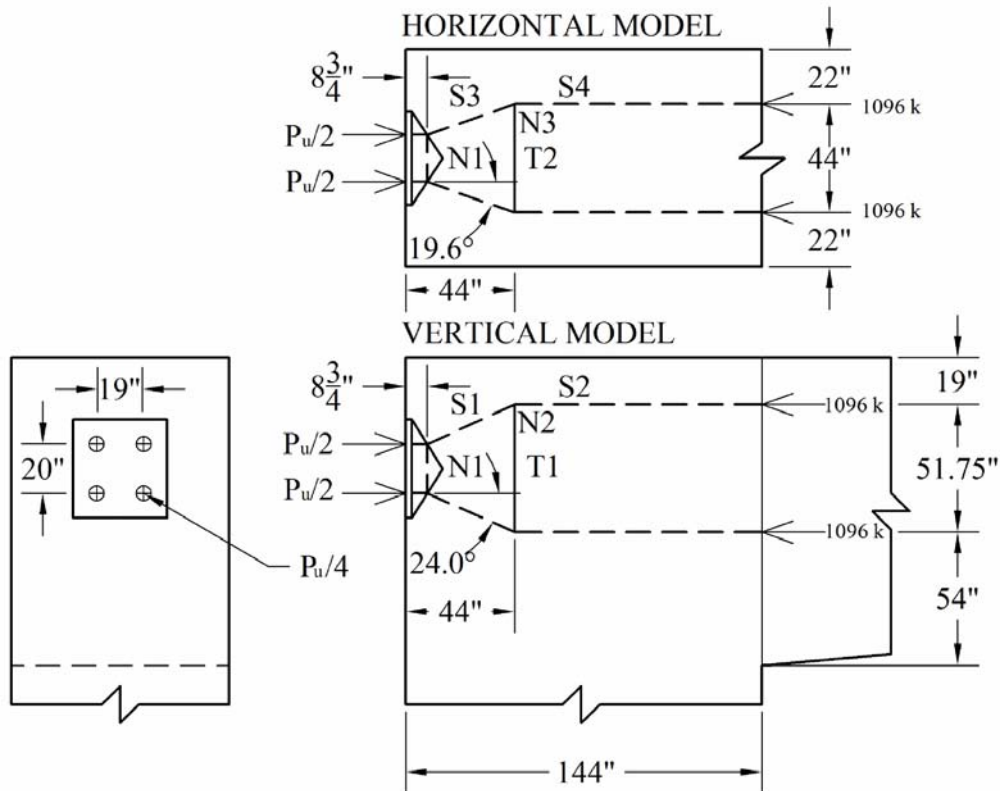 HORIZONTAL MODEL
8 3/4"
S3
S4
22"
1096 k
Pu/2
N3
N1
T2
44"
Pu/2
1096 k
19.6°
22"
44"
VERTICAL MODEL
8 3/4"
S1
S2
19"
19"
1096 k
Pu/2
N2
20"
N1
T1
51.75"
Pu/2
1096 k
24.0°
Pu/4
54"
44"
144"